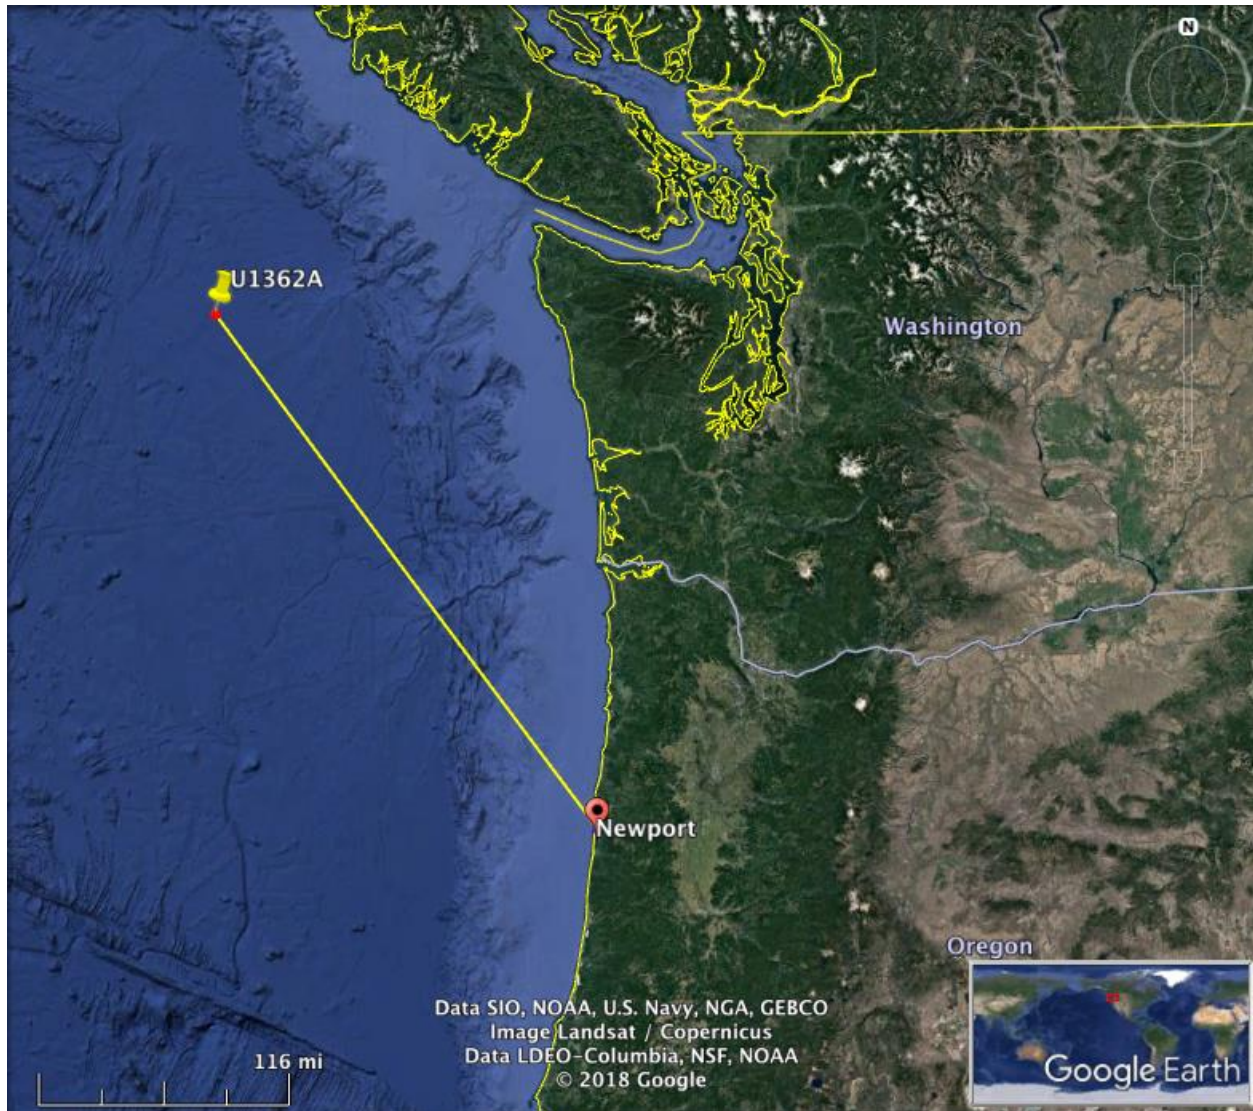 N
U1362A
Washington
Newport
Oregon
Data SIO, NOAA, U.S. Navy, NGA, GEBCO
Image Landsat / Copernicus
Data LDEO-Columbia, NSF, NOAA
© 2018 Google
116 mi
Google Earth